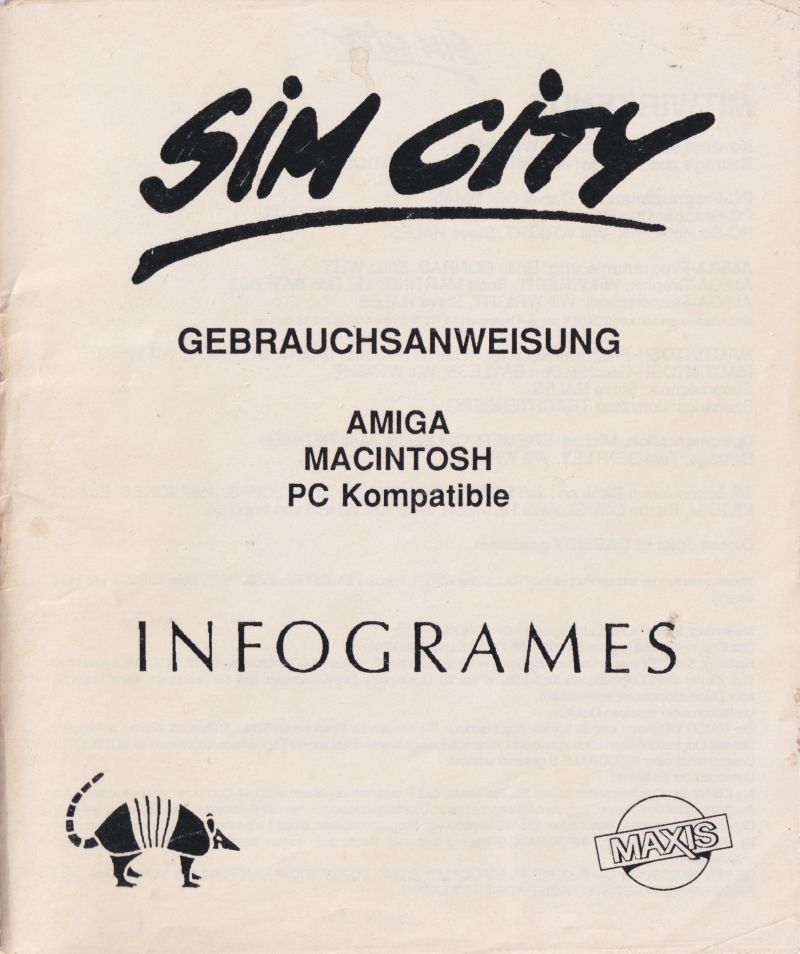 SiM CiTY
GEBRAUCHSANWEISUNG
AMIGA
MACINTOSH
PC Kompatible
INFOGRAMES
MAXIS